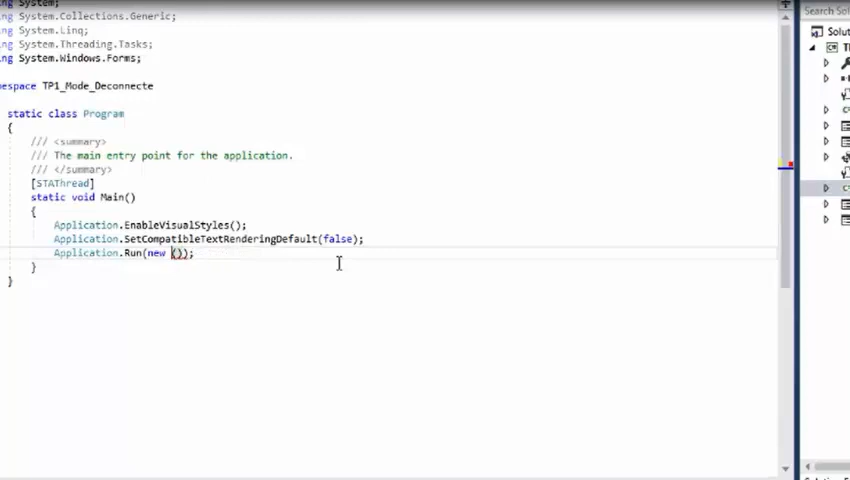 ng System;
ng System.Collections.Generic;
ng System.Linq;
ng System.Threading.Tasks;
ng System.Windows.Forms;
mespace TP1_Mode_Deconnecte
static class Program
{
/// <summary>
/// The main entry point for the application.
/// </summary>
[STAThread]
static void Main()
{
Application.EnableVisualStyles();
Application.SetCompatibleTextRenderingDefault(false);
Application.Run(new ());
}
}
Search Sol
Solut